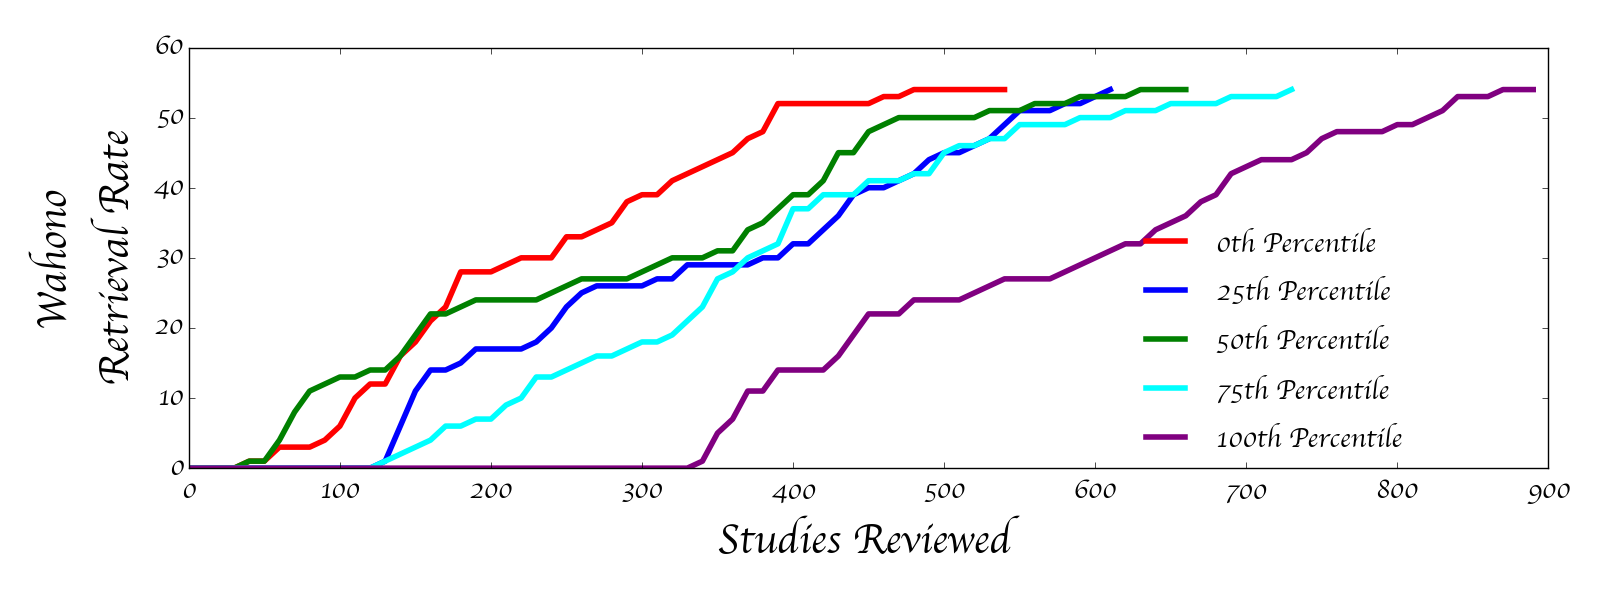 Wahono
Retrieval Rate
60
50
40
30
20
10
0
0 100 200 300 400 500 600 700 800 900
Studies Reviewed
0th Percentile
25th Percentile
50th Percentile
75th Percentile
100th Percentile